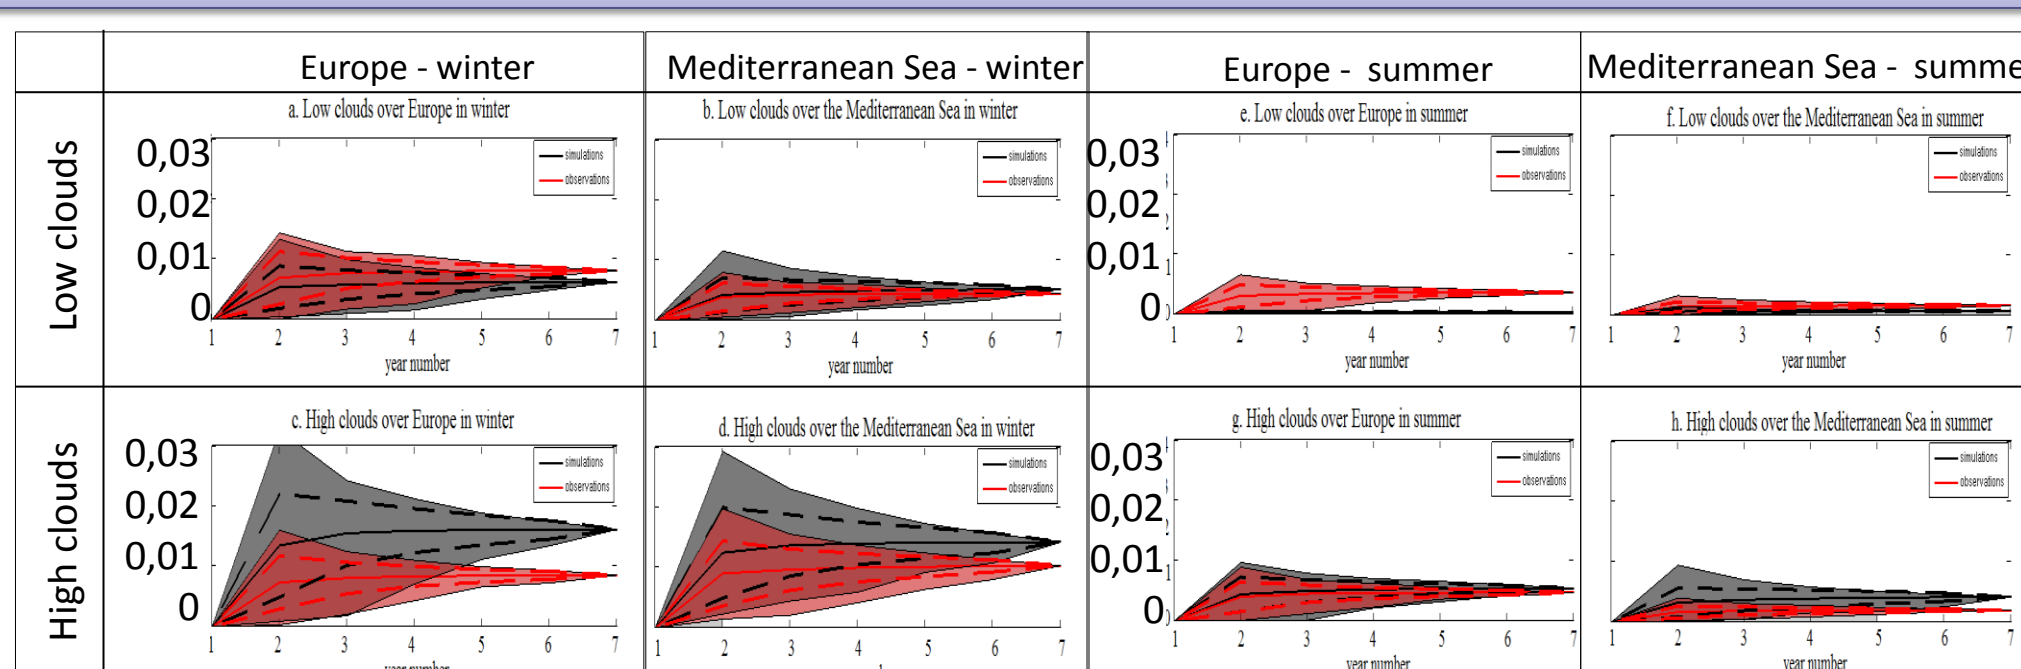 Europe - winter
Mediterranean Sea - winter
Europe - summer
Mediterranean Sea - summe
Low clouds
a. Low clouds over Europe in winter
0,03
0,02
0,01
0
simulations
observations
1 2 3 4 5 6 7
year number
b. Low clouds over the Mediterranean Sea in winter
simulations
observations
1 2 3 4 5 6 7
year number
e. Low clouds over Europe in summer
0,03
0,02
0,01
0
simulations
observations
1 2 3 4 5 6 7
year number
f. Low clouds over the Mediterranean Sea in summer
simulations
observations
1 2 3 4 5 6 7
year number
High clouds
c. High clouds over Europe in winter
0,03
0,02
0,01
0
simulations
observations
1 2 3 4 5 6 7
year number
d. High clouds over the Mediterranean Sea in winter
simulations
observations
1 2 3 4 5 6 7
g. High clouds over Europe in summer
0,03
0,02
0,01
0
simulations
observations
1 2 3 4 5 6 7
year number
h. High clouds over the Mediterranean Sea in summer
simulations
observations
1 2 3 4 5 6 7
year number